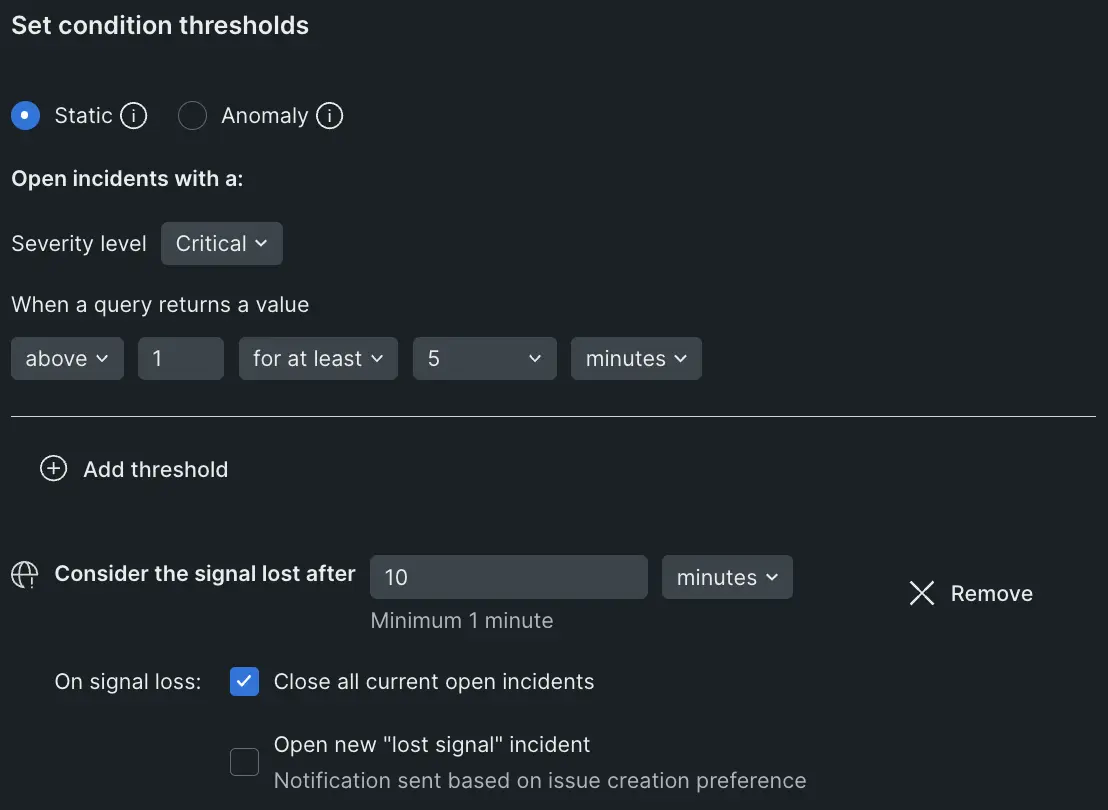 Set condition thresholds
Static Anomaly
Open incidents with a:
Severity level Critical
When a query returns a value
above 1 for at least 5 minutes
Add threshold
Consider the signal lost after 10 minutes Remove
Minimum 1 minute
On signal loss: Close all current open incidents
Open new "lost signal" incident
Notification sent based on issue creation preference